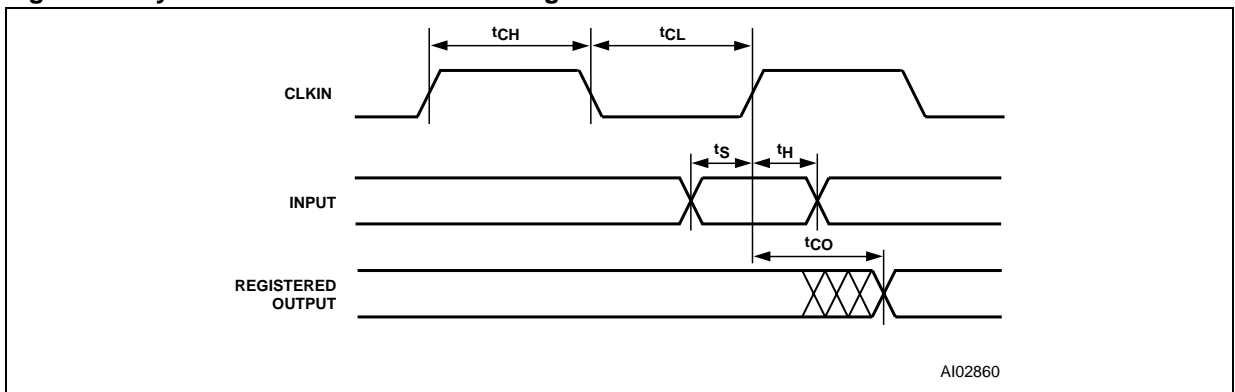 tCH
tCL
CLKIN
tS
tH
INPUT
tCO
REGISTERED
OUTPUT
AI02860